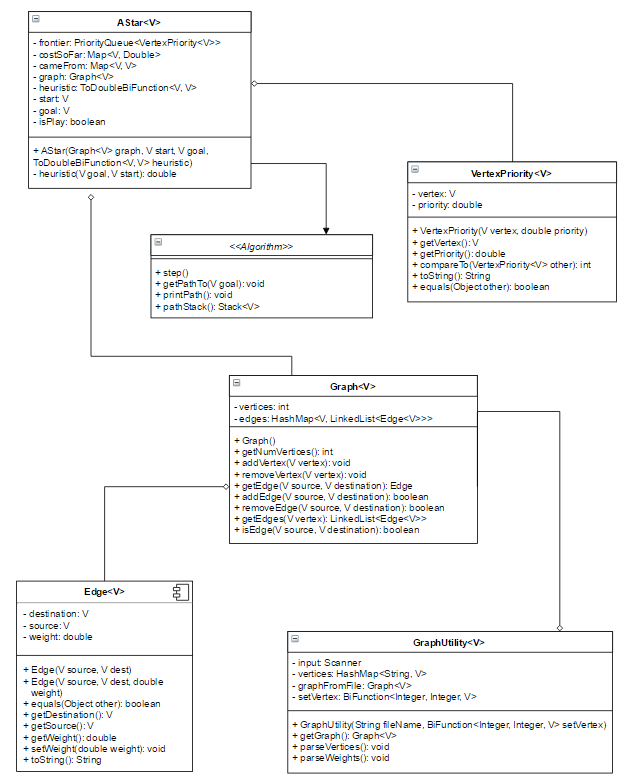 AStar<V>
- frontier: PriorityQueue<VertexPriority<V>>
- costSoFar: Map<V, Double>
- cameFrom: Map<V, V>
- graph: Graph<V>
- heuristic: ToDoubleBiFunction<V, V>
- start: V
- goal: V
- isPlay: boolean
+ AStar(Graph<V> graph, V start, V goal,
ToDoubleBiFunction<V, V> heuristic)
- heuristic(V goal, V start): double
VertexPriority<V>
- vertex: V
- priority: double
+ VertexPriority(V vertex, double priority)
+ getVertex(): V
+ getPriority(): double
+ compareTo(VertexPriority<V> other): int
+ toString(): String
+ equals(Object other): boolean
<<Algorithm>>
+ step()
+ getPathTo(V goal): void
+ printPath(): void
+ pathStack(): Stack<V>
Graph<V>
- vertices: int
- edges: HashMap<V, LinkedList<Edge<V>>>
+ Graph()
+ getNumVertices(): int
+ addVertex(V vertex): void
+ removeVertex(V vertex): void
+ getEdge(V source, V destination): Edge
+ addEdge(V source, V destination): boolean
+ removeEdge(V source, V destination): boolean
+ getEdges(V vertex): LinkedList<Edge<V>>
+ isEdge(V source, V destination): boolean
Edge<V>
- destination: V
- source: V
- weight: double
+ Edge(V source, V dest)
+ Edge(V source, V dest, double
weight)
+ equals(Object other): boolean
+ getDestination(): V
+ getSource(): V
+ getWeight(): double
+ setWeight(double weight): void
+ toString(): String
GraphUtility<V>
- input: Scanner
- vertices: HashMap<String, V>
- graphFromFile: Graph<V>
- setVertex: BiFunction<Integer, Integer, V>
+ GraphUtility(String fileName, BiFunction<Integer, Integer, V> setVertex)
+ getGraph(): Graph<V>
+ parseVertices(): void
+ parseWeights(): void